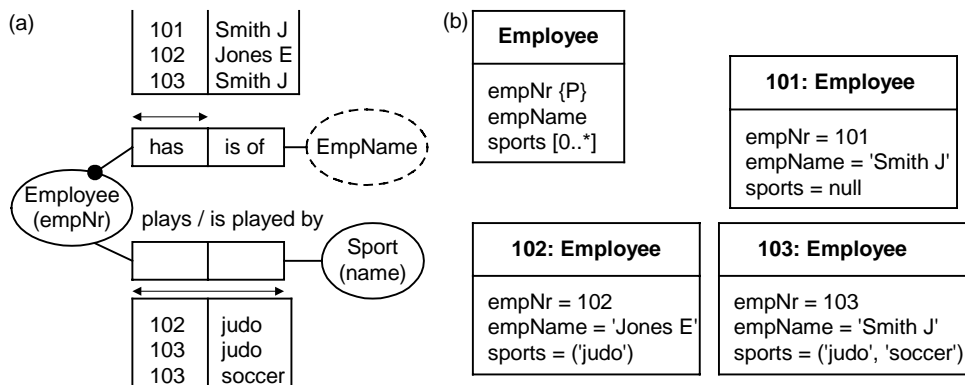 (a)
101 Smith J
102 Jones E
103 Smith J
has is of
EmpName
Employee
(empNr)
plays / is played by
Sport
(name)
102 judo
103 judo
103 soccer
(b)
Employee
empNr {P}
empName
sports [0..*]
101: Employee
empNr = 101
empName = 'Smith J'
sports = null
102: Employee
empNr = 102
empName = 'Jones E'
sports = ('judo')
103: Employee
empNr = 103
empName = 'Smith J'
sports = ('judo', 'soccer')